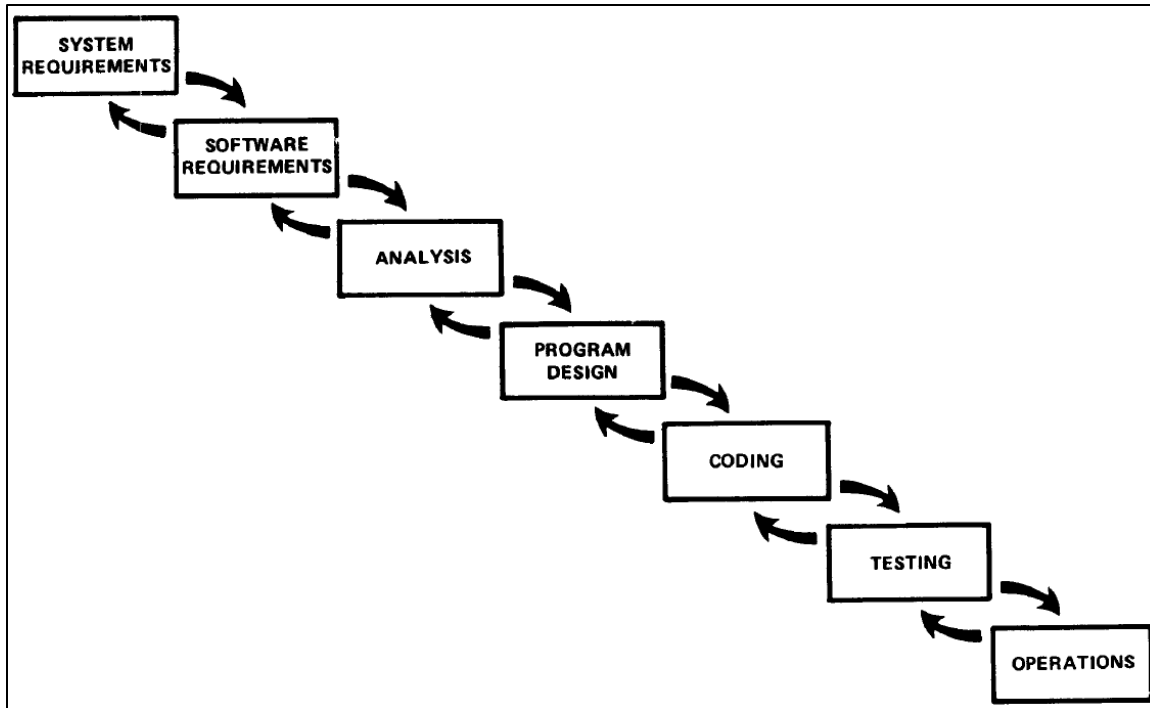 SYSTEM
REQUIREMENTS
SOFTWARE
REQUIREMENTS
ANALYSIS
PROGRAM
DESIGN
CODING
TESTING
OPERATIONS